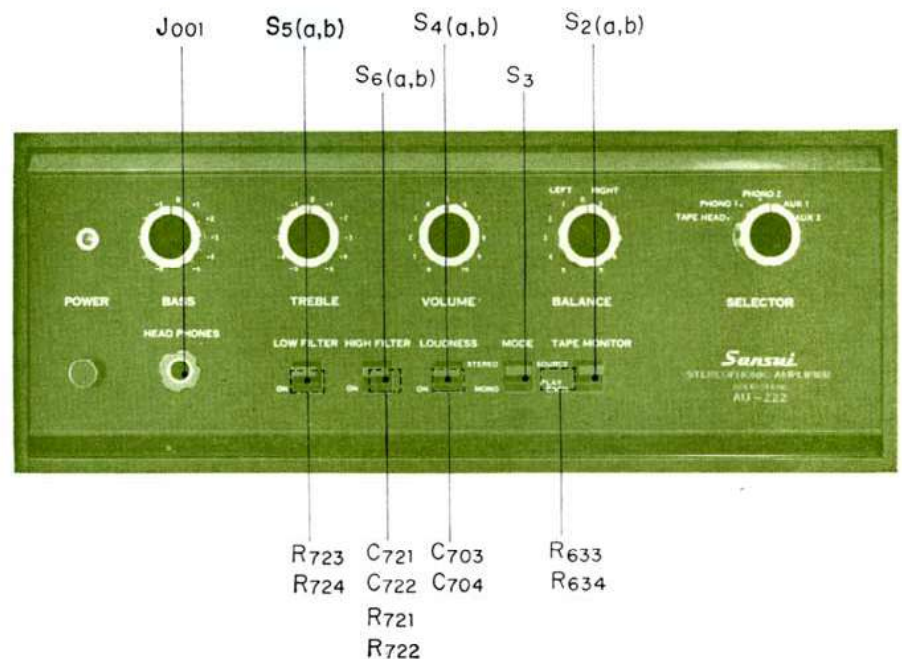 J001 S5(a,b) S4(a,b) S2(a,b)
S6(a,b) S3
LEFT RIGHT
PHONO 2
PHONO 1 AUX 1
TAPE HEAD AUX 2
POWER BASS TREBLE VOLUME BALANCE SELECTOR
HEAD PHONES
LOW FILTER HIGH FILTER LOUDNESS MODE TAPE MONITOR
STEREO SOURCE
PLAY
ON ON ON MONO
Sansui
STEREOPHONIC AMPLIFIER
AU-222
R723 C721 C703 R633
R724 C722 C704 R634
R721
R722